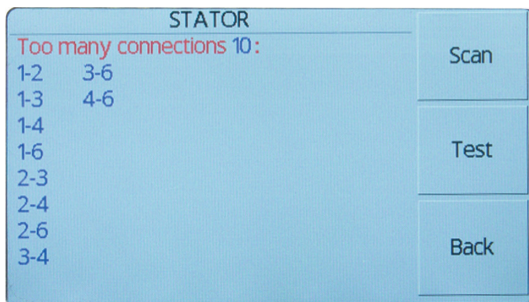 STATOR
Too many connections 10:
1-2 3-6
1-3 4-6
1-4
1-6
2-3
2-4
2-6
3-4
Scan
Test
Back